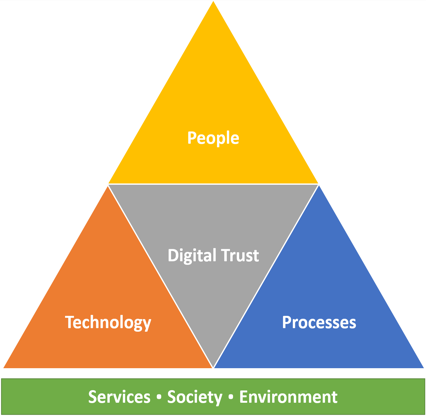 People
Digital Trust
Technology
Processes
Services • Society • Environment